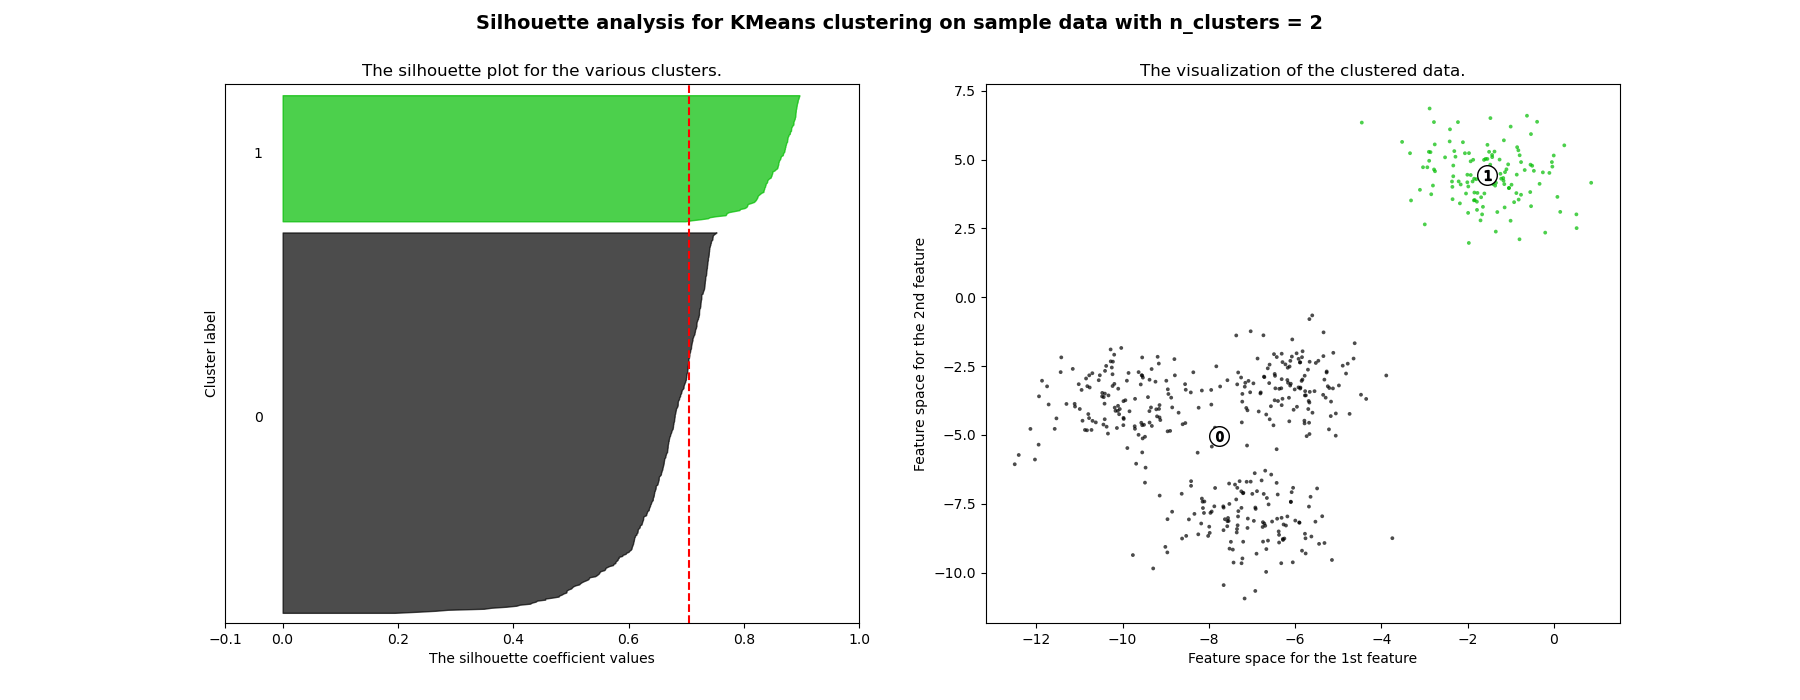 Silhouette analysis for KMeans clustering on sample data with n_clusters = 2
The silhouette plot for the various clusters.
1
0
Cluster label
−0.1 0.0 0.2 0.4 0.6 0.8 1.0
The silhouette coefficient values
The visualization of the clustered data.
7.5
5.0
2.5
0.0
−2.5
−5.0
−7.5
−10.0
Feature space for the 2nd feature
1
0
−12 −10 −8 −6 −4 −2 0
Feature space for the 1st feature